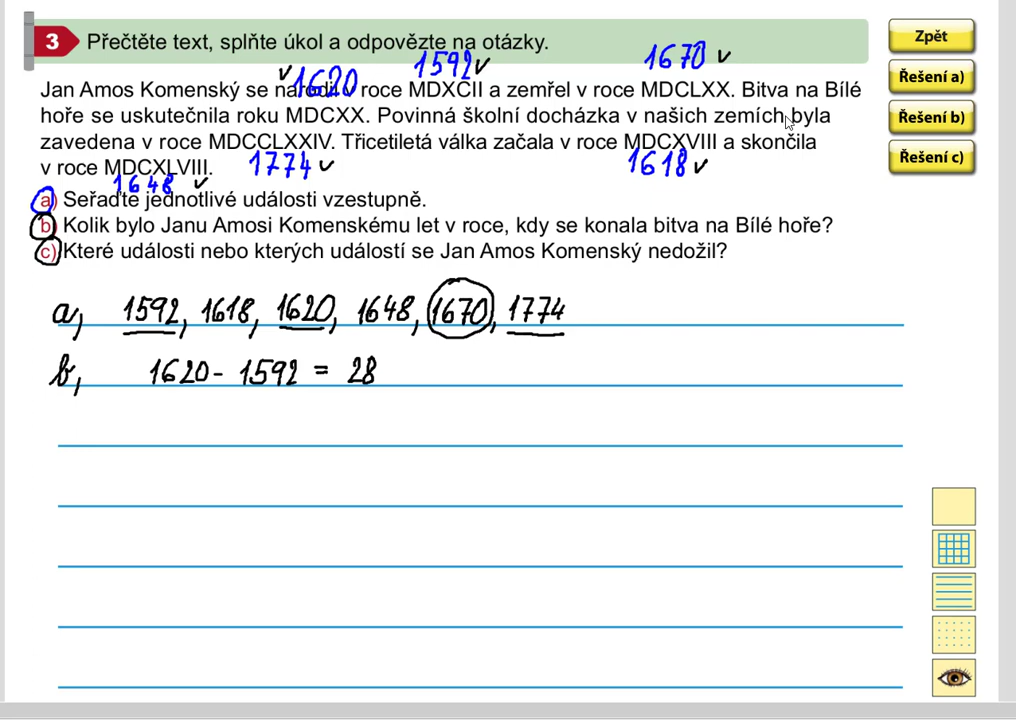 3 Přečtěte text, splňte úkol a odpovězte na otázky.
Zpět
Řešení a)
Řešení b)
Řešení c)
1620 1592 1670
Jan Amos Komenský se narodil v roce MDXCII a zemřel v roce MDCLXX. Bitva na Bílé
hoře se uskutečnila roku MDCXX. Povinná školní docházka v našich zemích byla
zavedena v roce MDCCLXXIV. Třicetiletá válka začala v roce MDCXVIII a skončila
v roce MDCXLVIII. 1774 1618
1648
a) Seřaďte jednotlivé události vzestupně.
b) Kolik bylo Janu Amosi Komenskému let v roce, kdy se konala bitva na Bílé hoře?
c) Které události nebo kterých událostí se Jan Amos Komenský nedožil?
a, 1592, 1618, 1620, 1648, 1670, 1774
b, 1620 - 1592 = 28